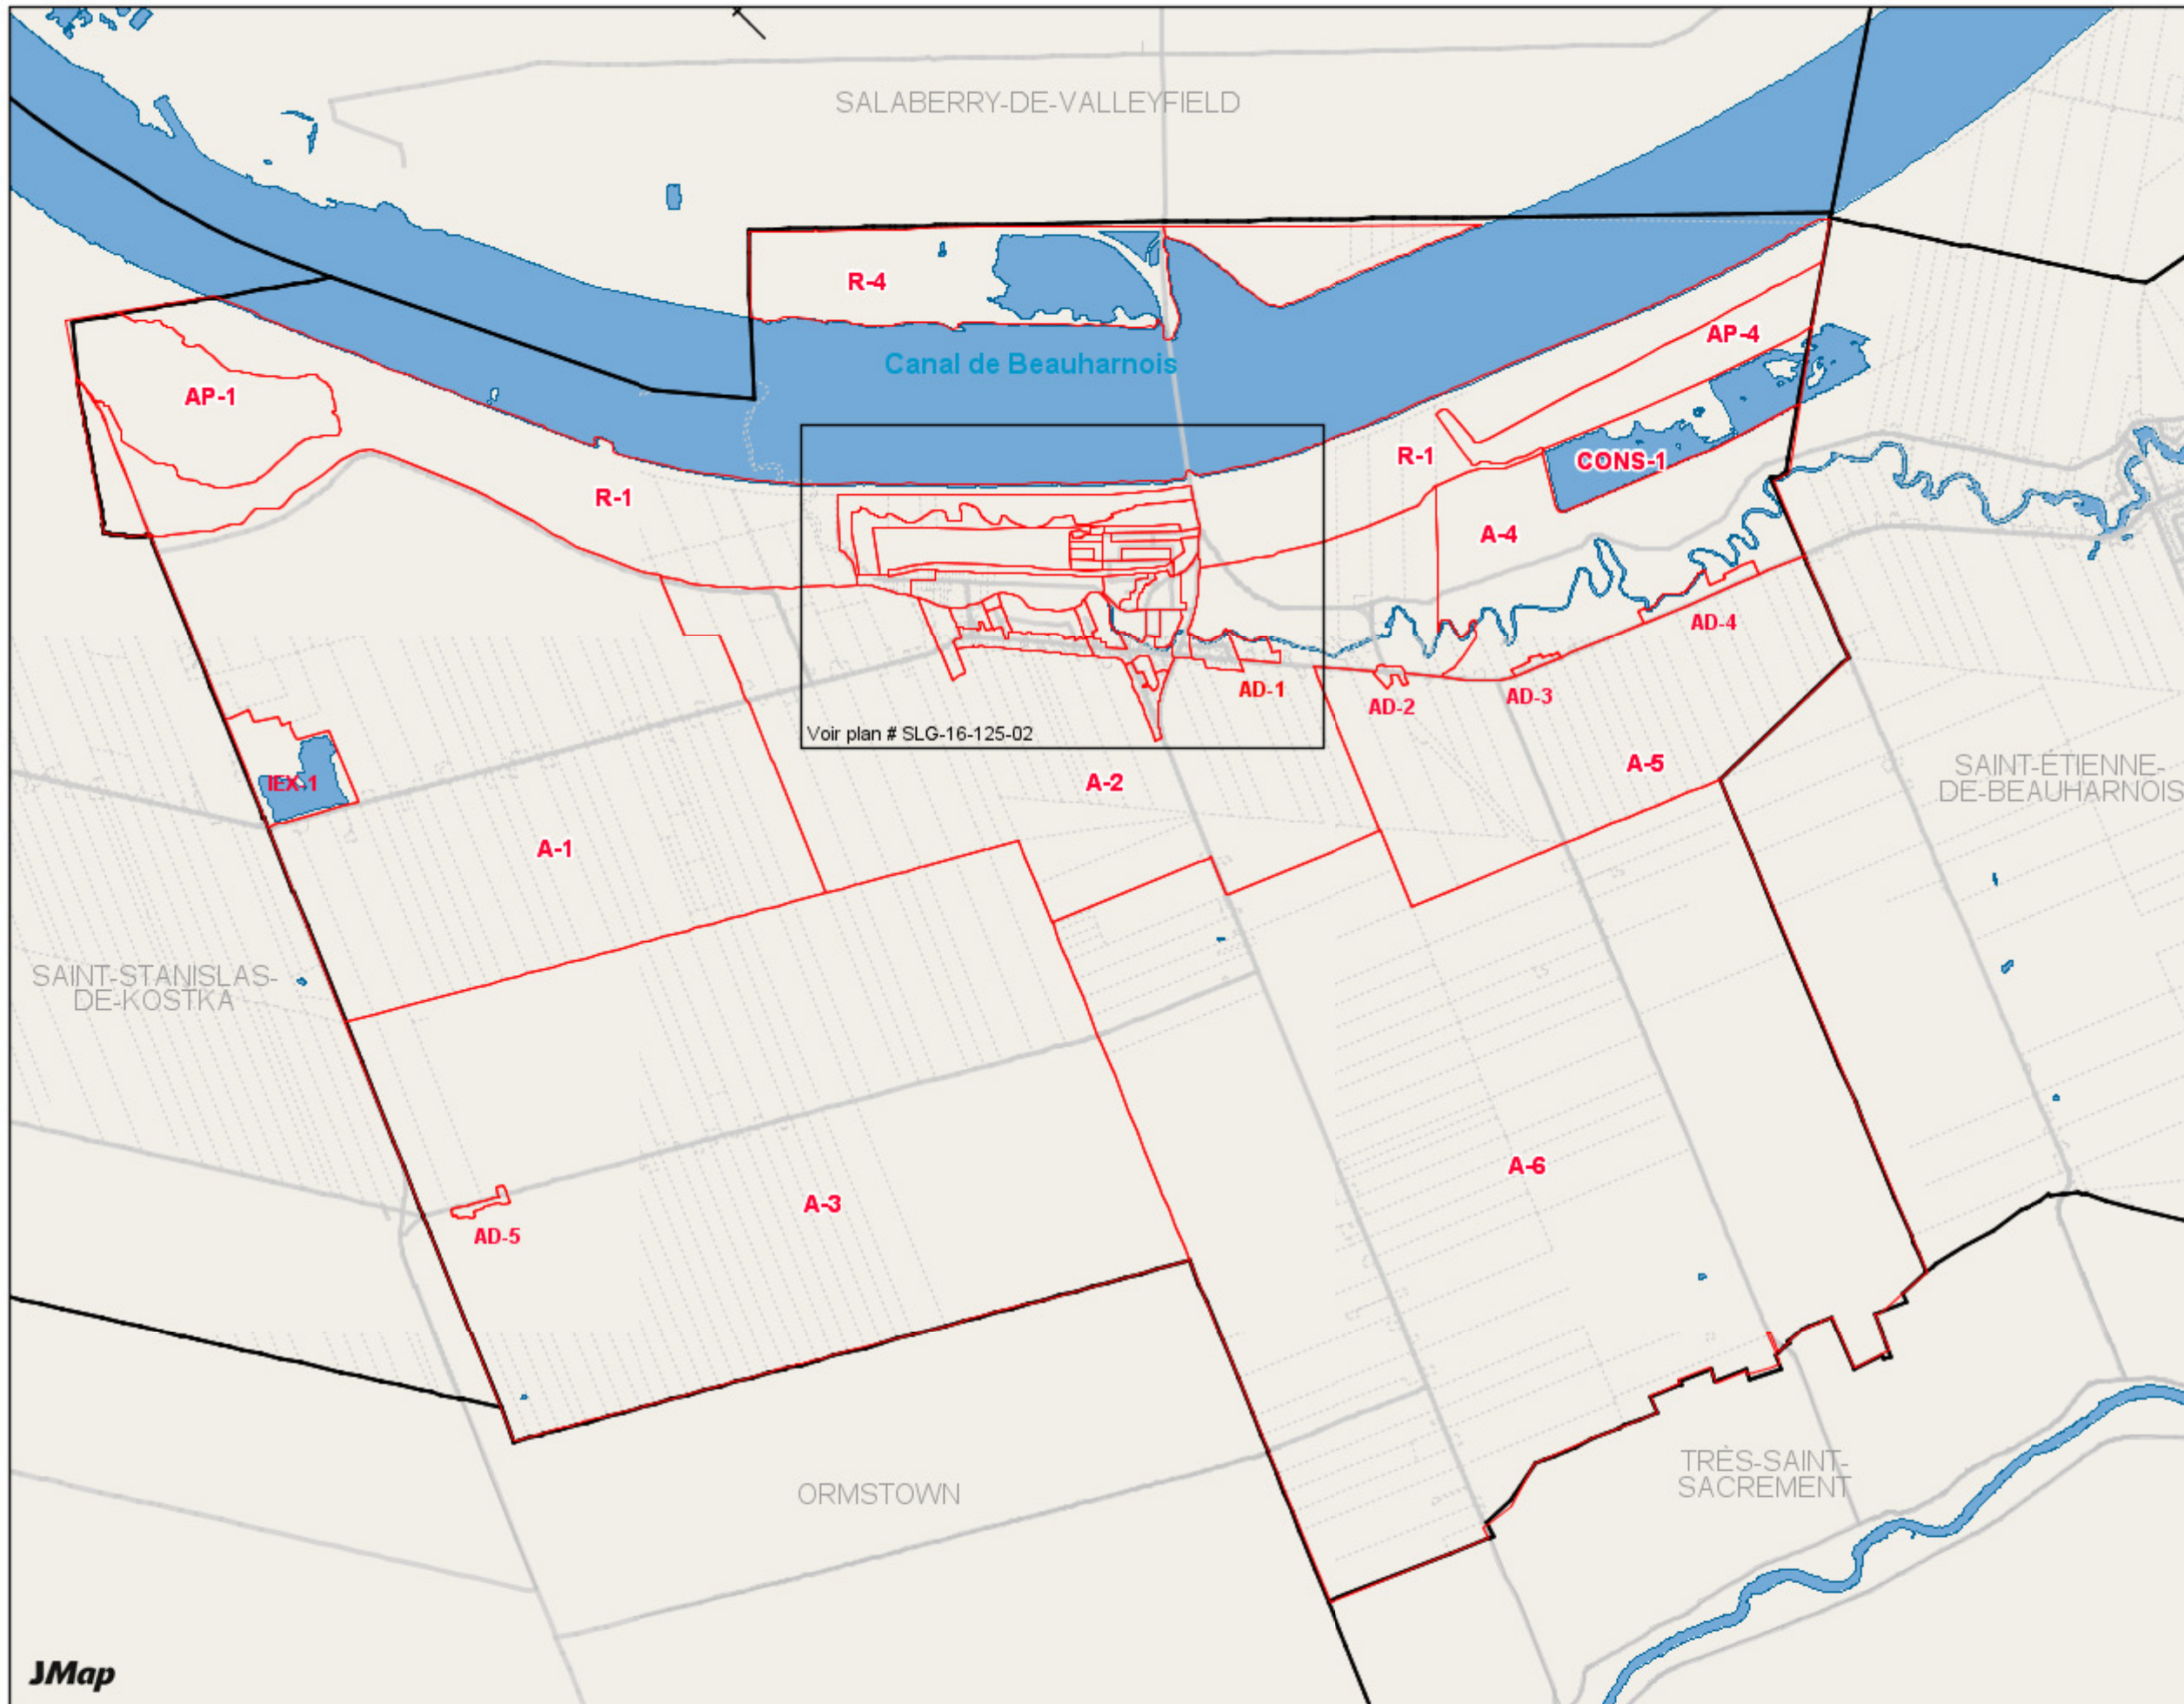 SALABERRY-DE-VALLEYFIELD
R-4
AP-4
Canal de Beauharnois
AP-1
R-1
CONS-1
R-1
A-4
AD-4
AD-1
AD-3
AD-2
Voir plan # SLG-16-125-02
A-5
SAINT-ÉTIENNE-
DE-BEAUHARNOIS
A-2
IEX-1
A-1
SAINT-STANISLAS-
DE-KOSTKA
A-6
A-3
AD-5
TRÈS-SAINT-
SACREMENT
ORMSTOWN
JMap